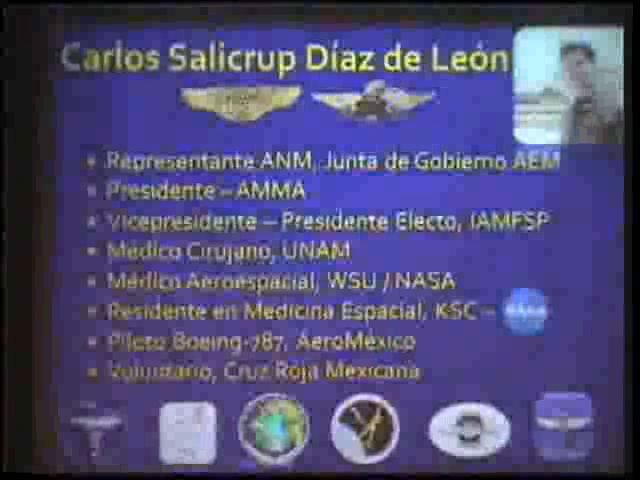 Carlos Salicrup Díaz de León
Representante ANM, Junta de Gobierno AEM
Presidente – AMMA
Vicepresidente – Presidente Electo, IAMFSP
Médico Cirujano, UNAM
Médico Aeroespacial, WSU / NASA
Residente en Medicina Espacial, KSC – NASA
Piloto Boeing-787, AeroMéxico
Voluntario, Cruz Roja Mexicana